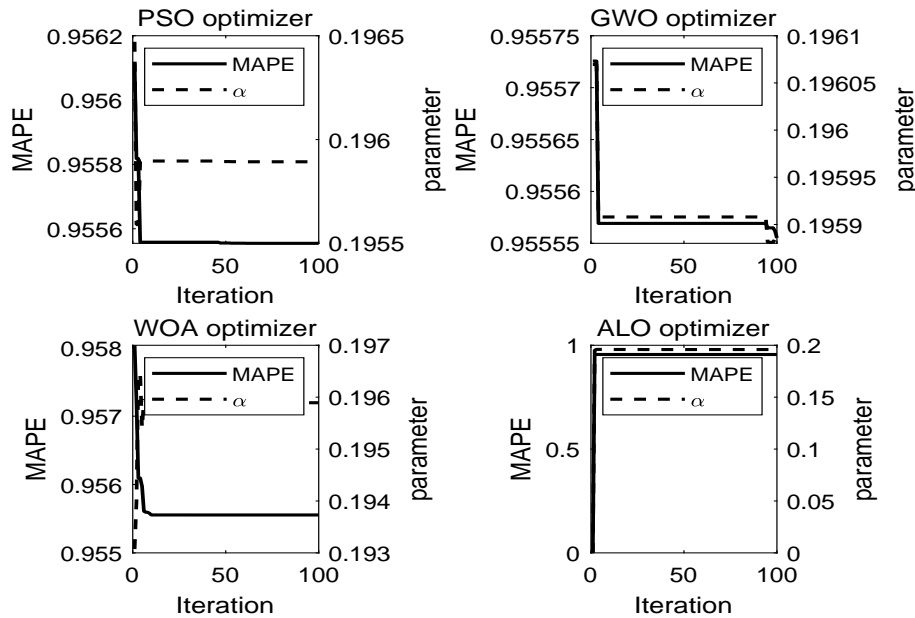 PSO optimizer
0.9562
0.956
0.9558
0.9556
MAPE
0.1965
0.196
0.1955
parameter
MAPE
α
0
50
100
Iteration
GWO optimizer
0.95575
0.9557
0.95565
0.9556
0.95555
MAPE
0.1961
0.19605
0.196
0.19595
0.1959
parameter
MAPE
α
0
50
100
Iteration
WOA optimizer
0.958
0.957
0.956
0.955
MAPE
0.197
0.196
0.195
0.194
0.193
parameter
MAPE
α
0
50
100
Iteration
ALO optimizer
1
0.5
0
MAPE
0.2
0.15
0.1
0.05
0
parameter
MAPE
α
0
50
100
Iteration